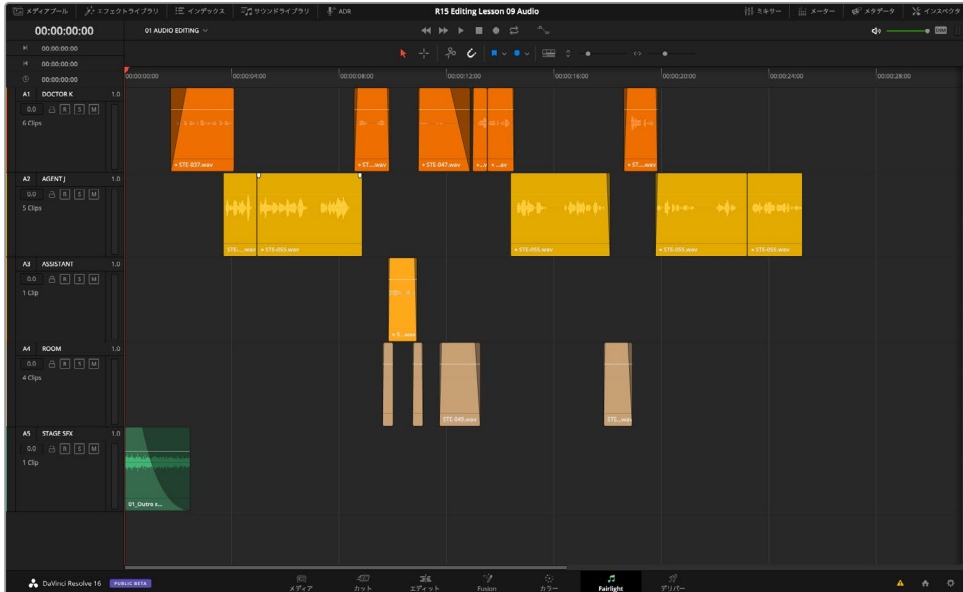 メディアプール エフェクトライブラリ インデックス サウンドライブラリ ADR R15 Editing Lesson 09 Audio ミキサー メーター メタデータ インスペクタ
00:00:00:00 01 AUDIO EDITING DIM
00:00:00:00
00:00:00:00
00:00:00:00
00:00:00:00 00:00:04:00 00:00:08:00 00:00:12:00 00:00:16:00 00:00:20:00 00:00:24:00 00:00:28:00
A1 DOCTOR K 1.0
0.0 R S M
6 Clips
STE-037.wav ST....wav STE-047.wav ...v ...av ST....wav
A2 AGENT J 1.0
0.0 R S M
5 Clips
STE-...wav STE-055.wav STE-055.wav STE-055.wav STE-055.wav
A3 ASSISTANT 1.0
0.0 R S M
1 Clip
S...wav
A4 ROOM 1.0
0.0 R S M
4 Clips
STE-049.wav STE...wav
A5 STAGE SFX 1.0
0.0 R S M
1 Clip
01_Outro s...
DaVinci Resolve 16 PUBLIC BETA メディア カット エディット Fusion カラー Fairlight デリバー